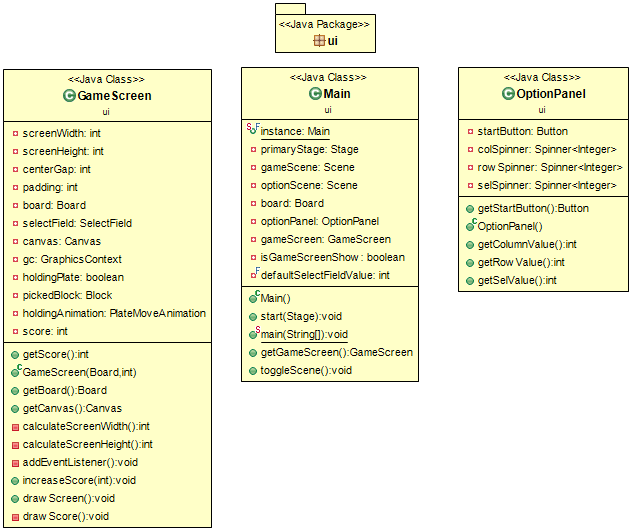 <<Java Package>>
ui
<<Java Class>>
GameScreen
ui
screenWidth: int
screenHeight: int
centerGap: int
padding: int
board: Board
selectField: SelectField
canvas: Canvas
gc: GraphicsContext
holdingPlate: boolean
pickedBlock: Block
holdingAnimation: PlateMoveAnimation
score: int
getScore():int
GameScreen(Board,int)
getBoard():Board
getCanvas():Canvas
calculateScreenWidth():int
calculateScreenHeight():int
addEventListener():void
increaseScore(int):void
draw Screen():void
draw Score():void
<<Java Class>>
Main
ui
instance: Main
primaryStage: Stage
gameScene: Scene
optionScene: Scene
board: Board
optionPanel: OptionPanel
gameScreen: GameScreen
isGameScreenShow : boolean
defaultSelectFieldValue: int
Main()
start(Stage):void
main(String[]):void
getGameScreen():GameScreen
toggleScene():void
<<Java Class>>
OptionPanel
ui
startButton: Button
colSpinner: Spinner<Integer>
row Spinner: Spinner<Integer>
selSpinner: Spinner<Integer>
getStartButton():Button
OptionPanel()
getColumnValue():int
getRow Value():int
getSelValue():int